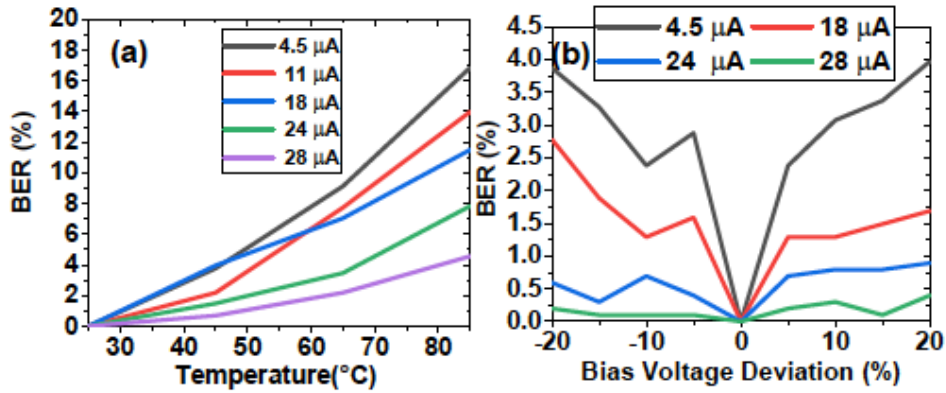 (a)
4.5 μA
11 μA
18 μA
24 μA
28 μA
BER (%)
20
18
16
14
12
10
8
6
4
2
0
30 40 50 60 70 80
Temperature(°C)
(b)
4.5 μA 18 μA
24 μA 28 μA
BER (%)
4.5
4.0
3.5
3.0
2.5
2.0
1.5
1.0
0.5
0.0
-20 -10 0 10 20
Bias Voltage Deviation (%)